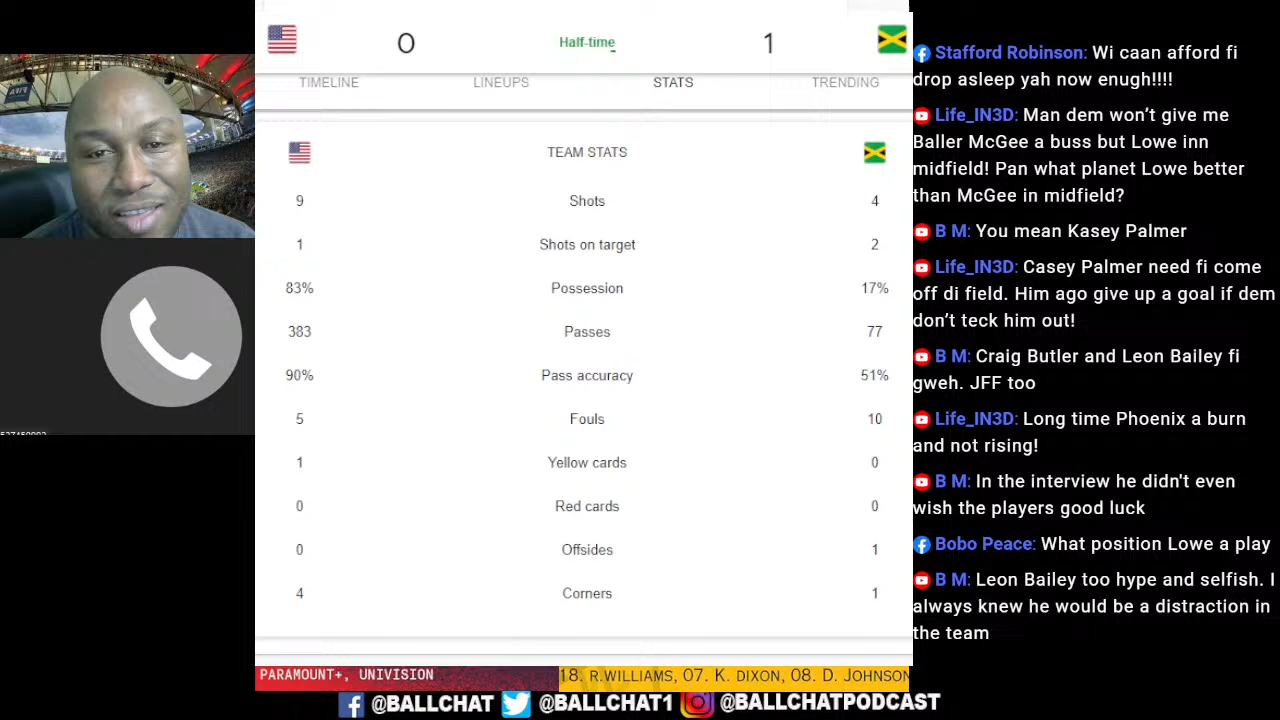 0 Half-time 1
TIMELINE LINEUPS STATS TRENDING
TEAM STATS
9 Shots 4
1 Shots on target 2
83% Possession 17%
383 Passes 77
90% Pass accuracy 51%
5 Fouls 10
1 Yellow cards 0
0 Red cards 0
0 Offsides 1
4 Corners 1
Stafford Robinson: Wi caan afford fi
drop asleep yah now enugh!!!!
Life_IN3D: Man dem won’t give me
Baller McGee a buss but Lowe inn
midfield! Pan what planet Lowe better
than McGee in midfield?
B M: You mean Kasey Palmer
Life_IN3D: Casey Palmer need fi come
off di field. Him ago give up a goal if dem
don’t teck him out!
B M: Craig Butler and Leon Bailey fi
gweh. JFF too
Life_IN3D: Long time Phoenix a burn
and not rising!
B M: In the interview he didn't even
wish the players good luck
Bobo Peace: What position Lowe a play
B M: Leon Bailey too hype and selfish. I
always knew he would be a distraction in
the team
PARAMOUNT+, UNIVISION
18. R.WILLIAMS, 07. K. DIXON, 08. D. JOHNSON
@BALLCHAT @BALLCHAT1 @BALLCHATPODCAST